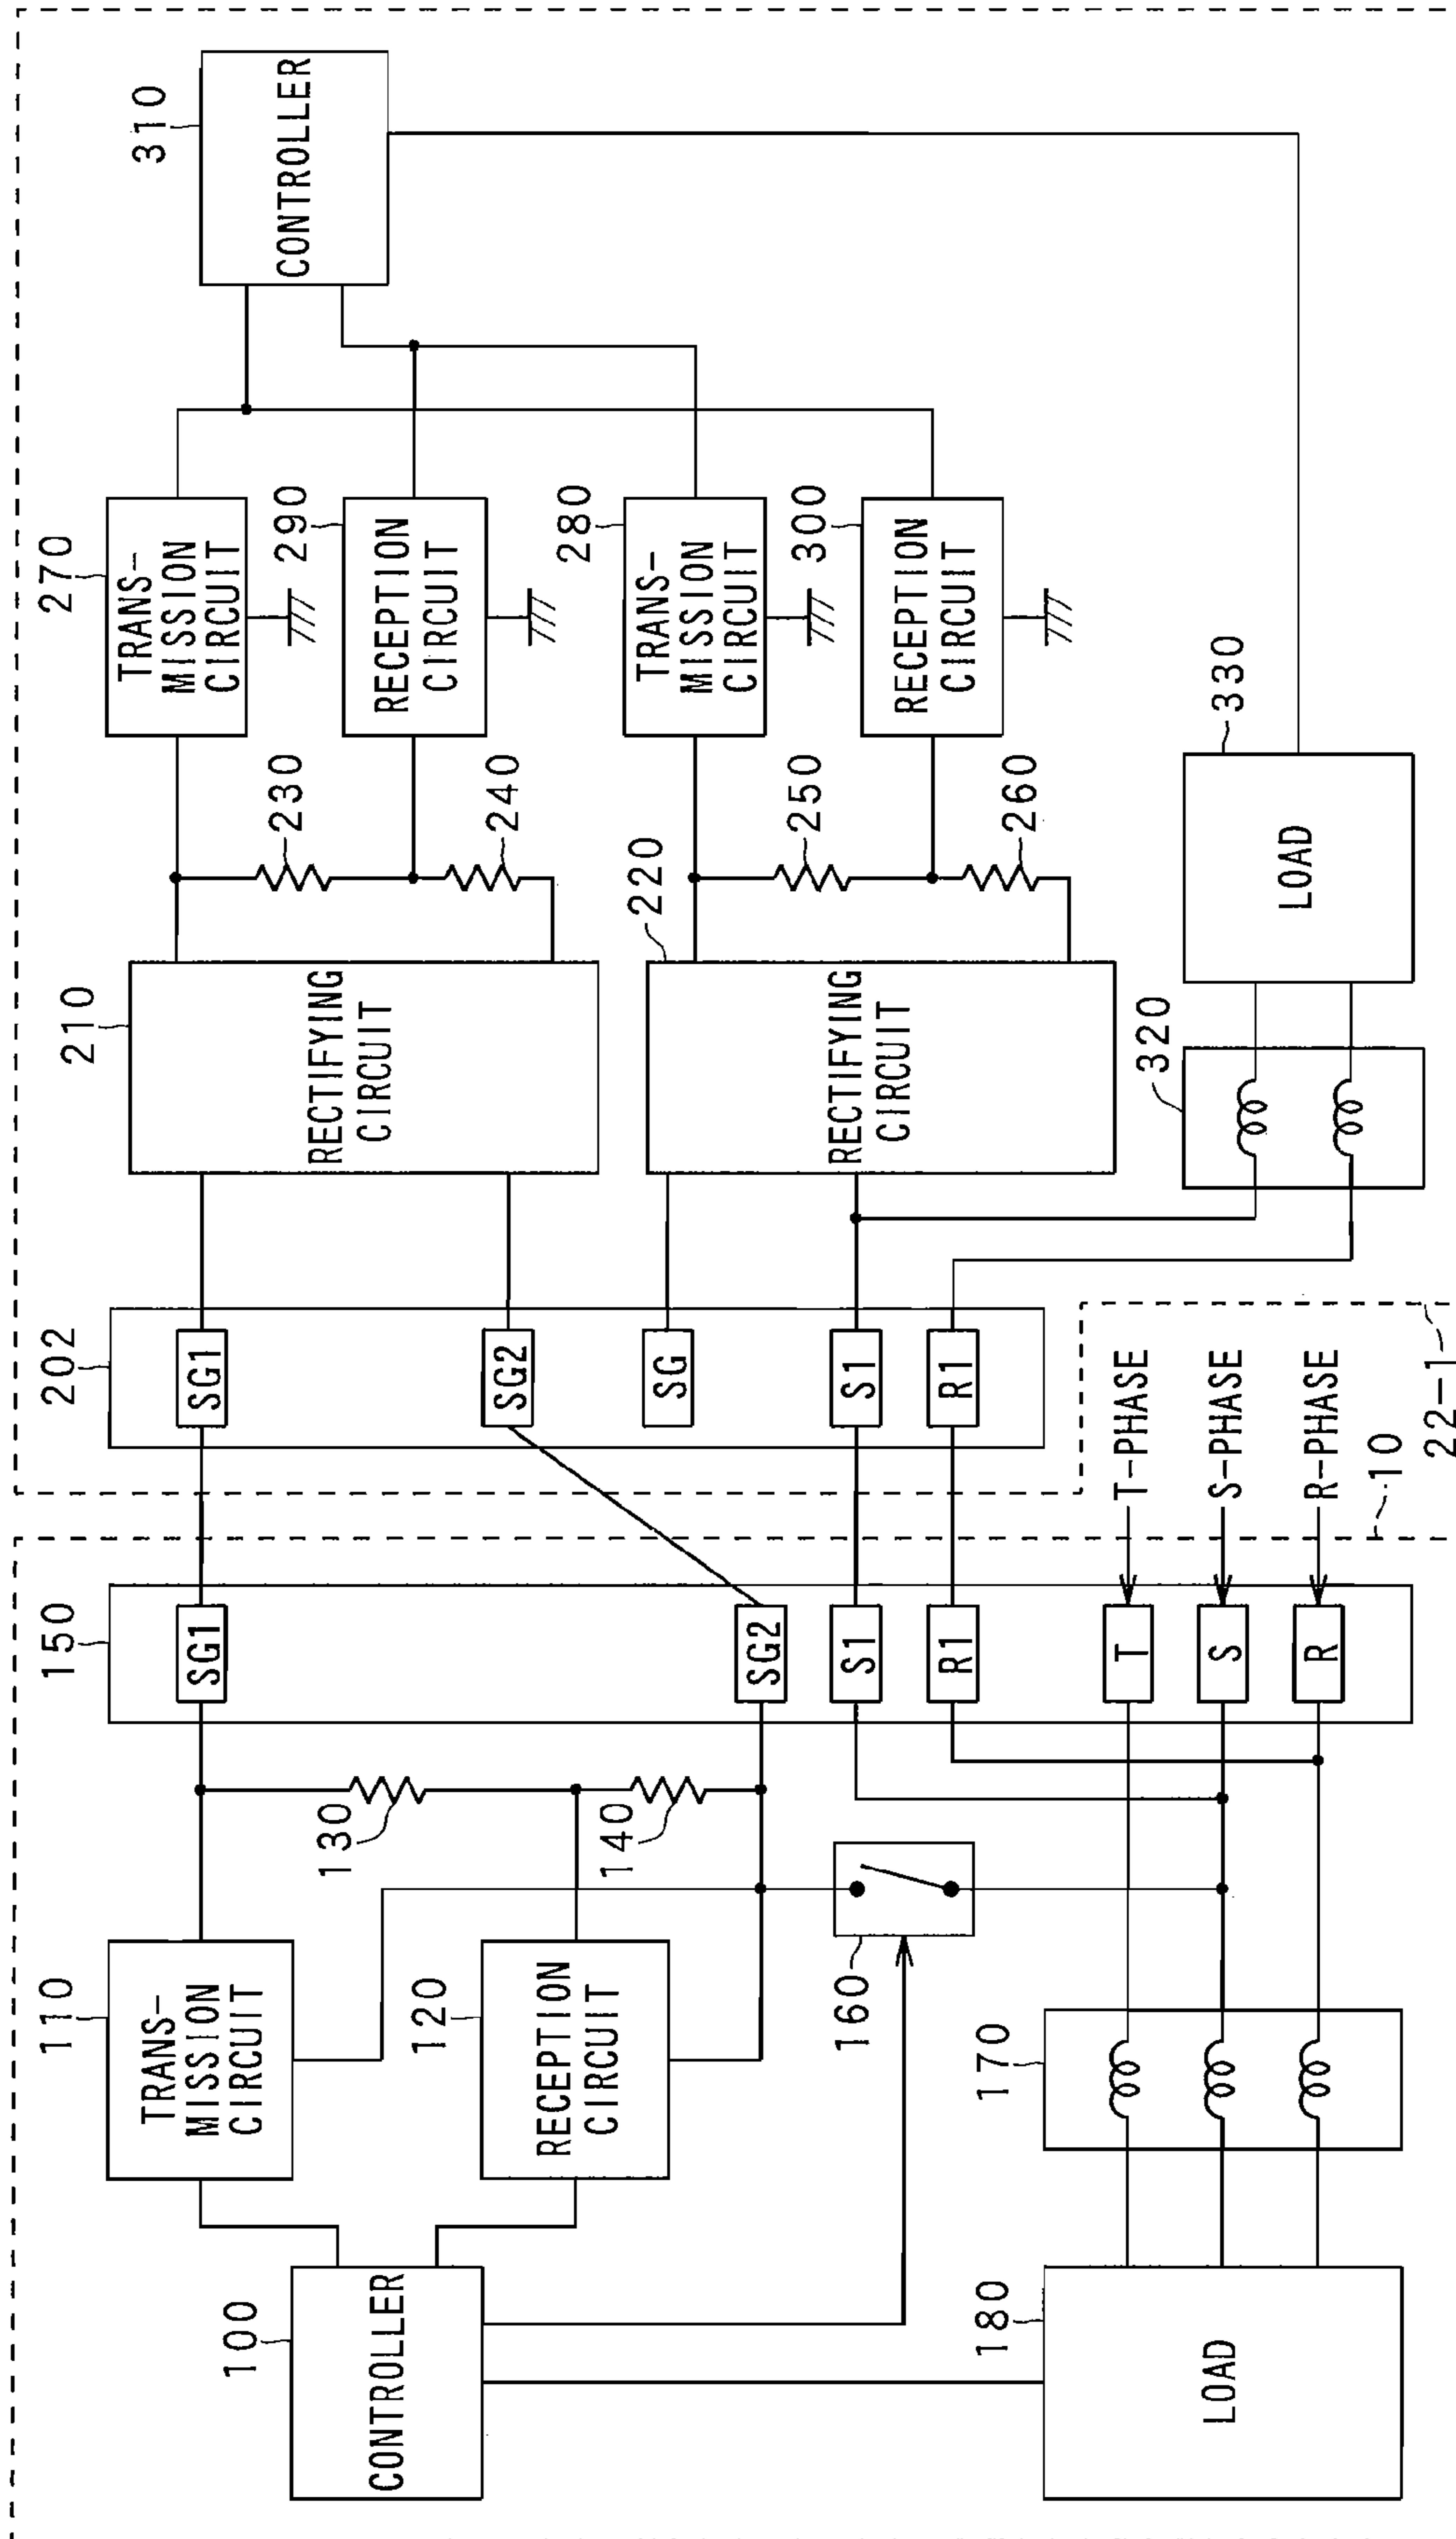 100
CONTROLLER
110
TRANS-
MISSION
CIRCUIT
120
RECEPTION
CIRCUIT
130
140
160
170
180
LOAD
150
SG1
SG2
S1
R1
T
S
R
T-PHASE
S-PHASE
R-PHASE
10
22-1
202
SG1
SG2
SG
S1
R1
210
RECTIFYING
CIRCUIT
220
RECTIFYING
CIRCUIT
230
240
250
260
270
TRANS-
MISSION
CIRCUIT
290
RECEPTION
CIRCUIT
280
TRANS-
MISSION
CIRCUIT
300
RECEPTION
CIRCUIT
310
CONTROLLER
320
330
LOAD